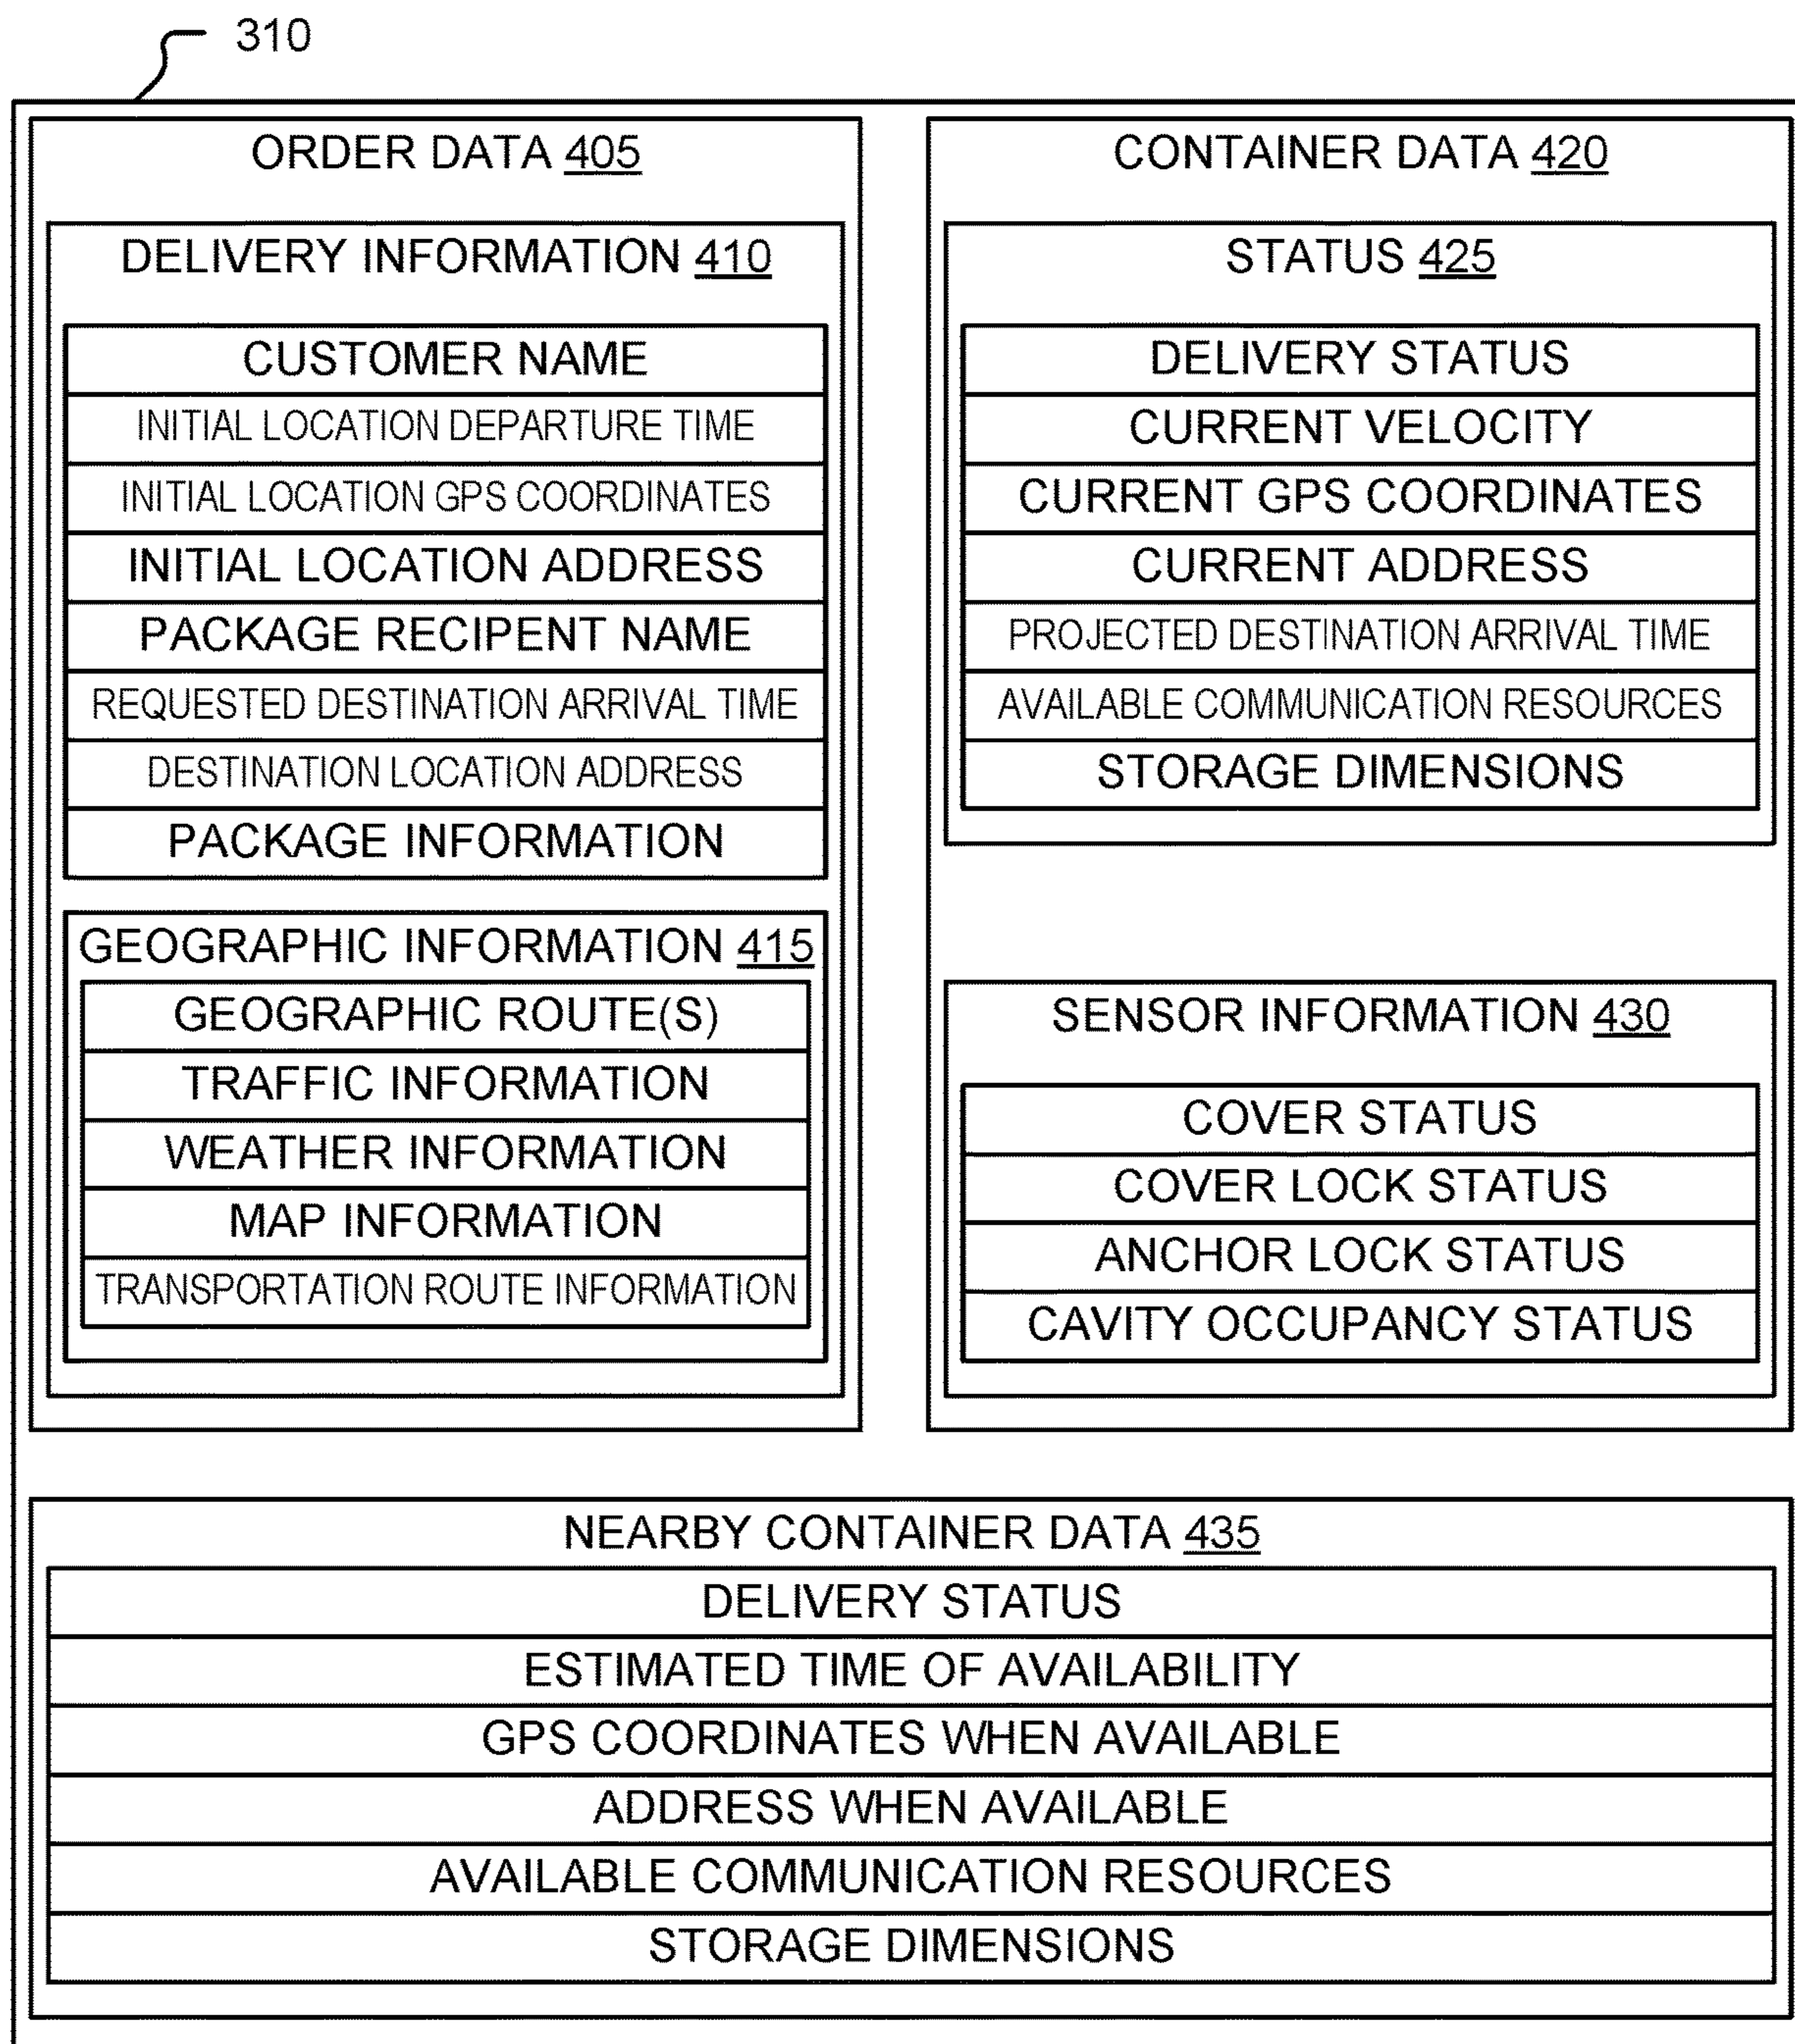 310
ORDER DATA 405
DELIVERY INFORMATION 410
CUSTOMER NAME
INITIAL LOCATION DEPARTURE TIME
INITIAL LOCATION GPS COORDINATES
INITIAL LOCATION ADDRESS
PACKAGE RECIPENT NAME
REQUESTED DESTINATION ARRIVAL TIME
DESTINATION LOCATION ADDRESS
PACKAGE INFORMATION
GEOGRAPHIC INFORMATION 415
GEOGRAPHIC ROUTE(S)
TRAFFIC INFORMATION
WEATHER INFORMATION
MAP INFORMATION
TRANSPORTATION ROUTE INFORMATION
CONTAINER DATA 420
STATUS 425
DELIVERY STATUS
CURRENT VELOCITY
CURRENT GPS COORDINATES
CURRENT ADDRESS
PROJECTED DESTINATION ARRIVAL TIME
AVAILABLE COMMUNICATION RESOURCES
STORAGE DIMENSIONS
SENSOR INFORMATION 430
COVER STATUS
COVER LOCK STATUS
ANCHOR LOCK STATUS
CAVITY OCCUPANCY STATUS
NEARBY CONTAINER DATA 435
DELIVERY STATUS
ESTIMATED TIME OF AVAILABILITY
GPS COORDINATES WHEN AVAILABLE
ADDRESS WHEN AVAILABLE
AVAILABLE COMMUNICATION RESOURCES
STORAGE DIMENSIONS